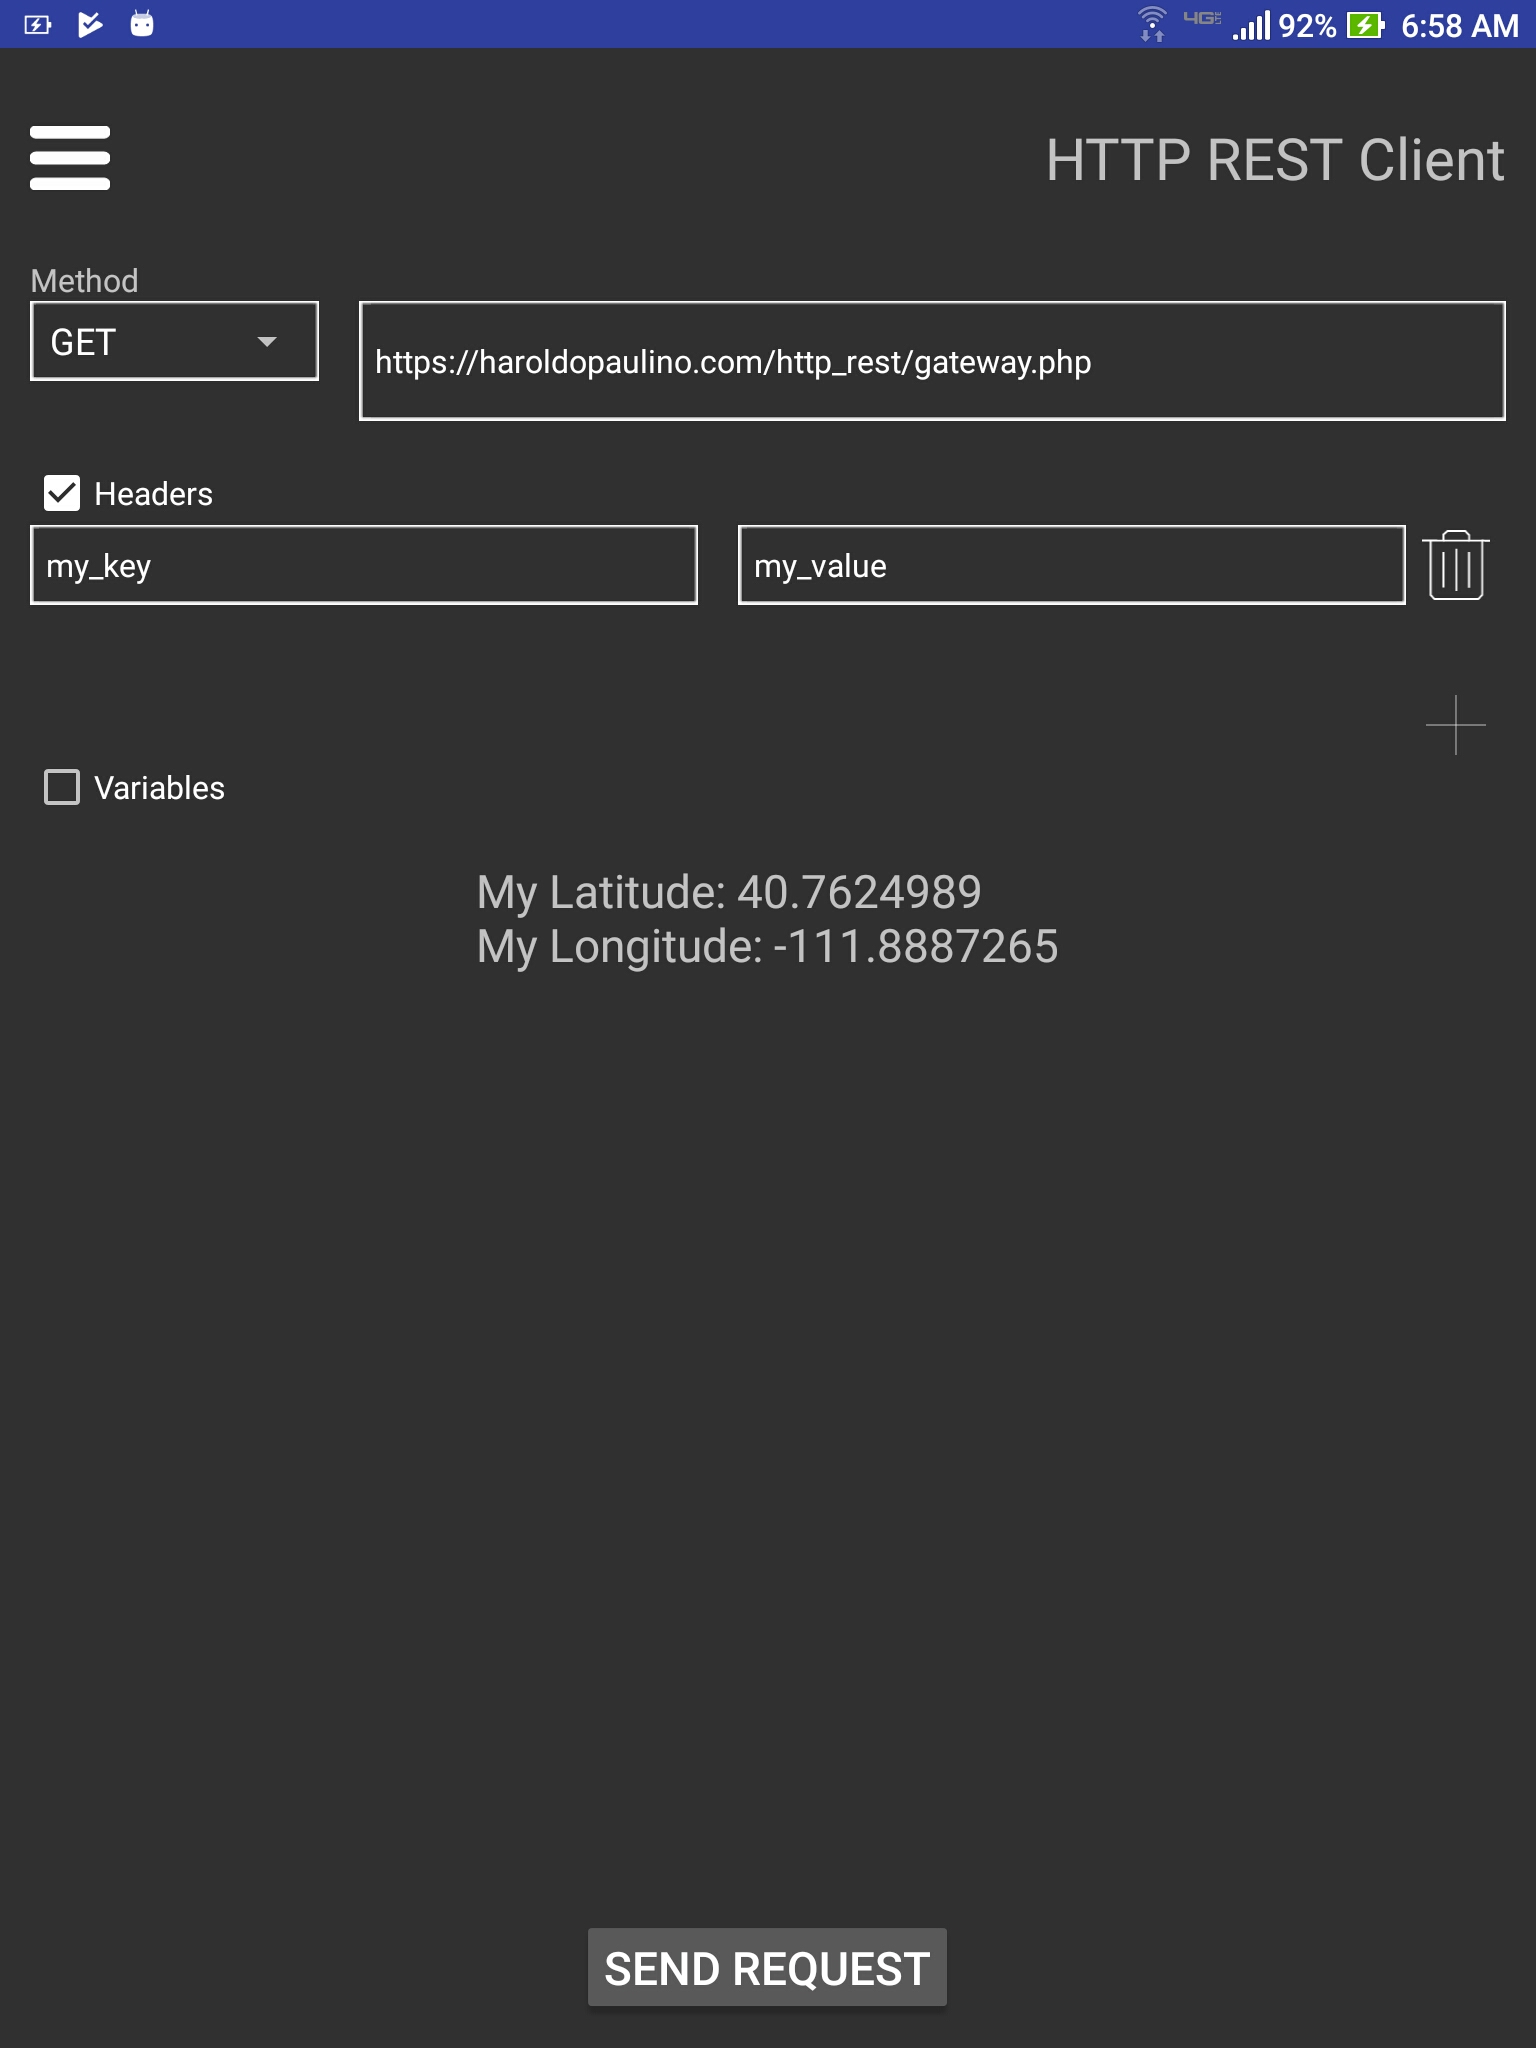 4G LTE 92% 6:58 AM
HTTP REST Client
Method
GET
https://haroldopaulino.com/http_rest/gateway.php
Headers
my_key my_value
Variables
My Latitude: 40.7624989
My Longitude: -111.8887265
SEND REQUEST